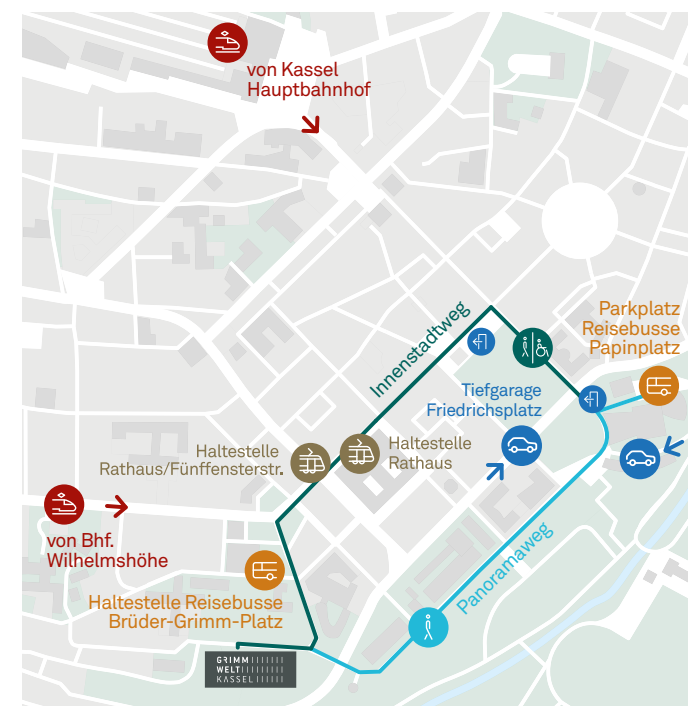 von Kassel
Hauptbahnhof
Parkplatz
Reisebusse
Papinplatz
Innenstadtweg
Tiefgarage
Friedrichsplatz
Haltestelle
Rathaus/Fünffensterstr.
Haltestelle
Rathaus
von Bhf.
Wilhelmshöhe
Panoramaweg
Haltestelle Reisebusse
Brüder-Grimm-Platz
GRIMM
WELT
KASSEL